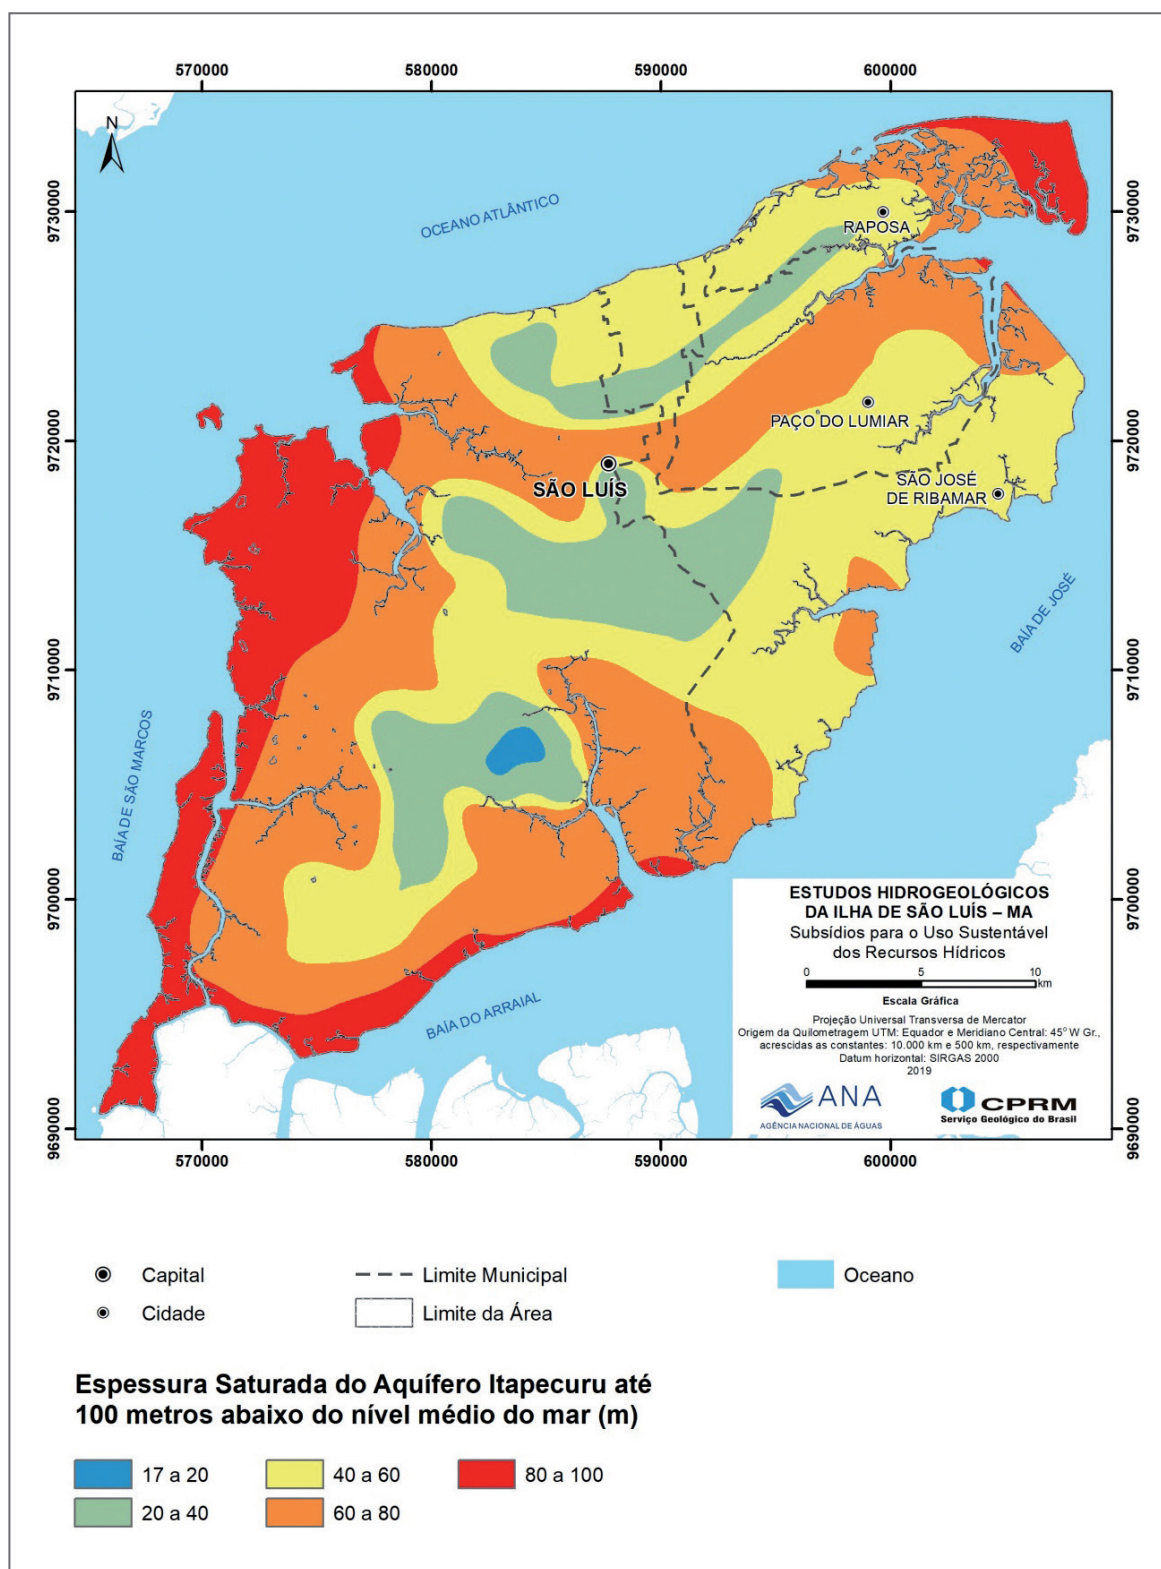 570000 580000 590000 600000
N
9730000
9730000
OCEANO ATLÂNTICO
RAPOSA
PAÇO DO LUMIAR
9720000
9720000
SÃO LUÍS
SÃO JOSÉ
DE RIBAMAR
BAÍA DE JOSÉ
9710000
9710000
BAÍA DE SÃO MARCOS
9700000
9700000
BAÍA DO ARRAIAL
ESTUDOS HIDROGEOLÓGICOS
DA ILHA DE SÃO LUÍS – MA
Subsídios para o Uso Sustentável
dos Recursos Hídricos
0 5 10
km
Escala Gráfica
Projeção Universal Transversa de Mercator
Origem da Quilometragem UTM: Equador e Meridiano Central: 45° W Gr.,
acrescidas as constantes: 10.000 km e 500 km, respectivamente
Datum horizontal: SIRGAS 2000
2019
ANA
AGÊNCIA NACIONAL DE ÁGUAS
CPRM
Serviço Geológico do Brasil
9690000
9690000
570000 580000 590000 600000
Capital
Limite Municipal
Oceano
Cidade
Limite da Área
Espessura Saturada do Aquífero Itapecuru até
100 metros abaixo do nível médio do mar (m)
17 a 20
40 a 60
80 a 100
20 a 40
60 a 80